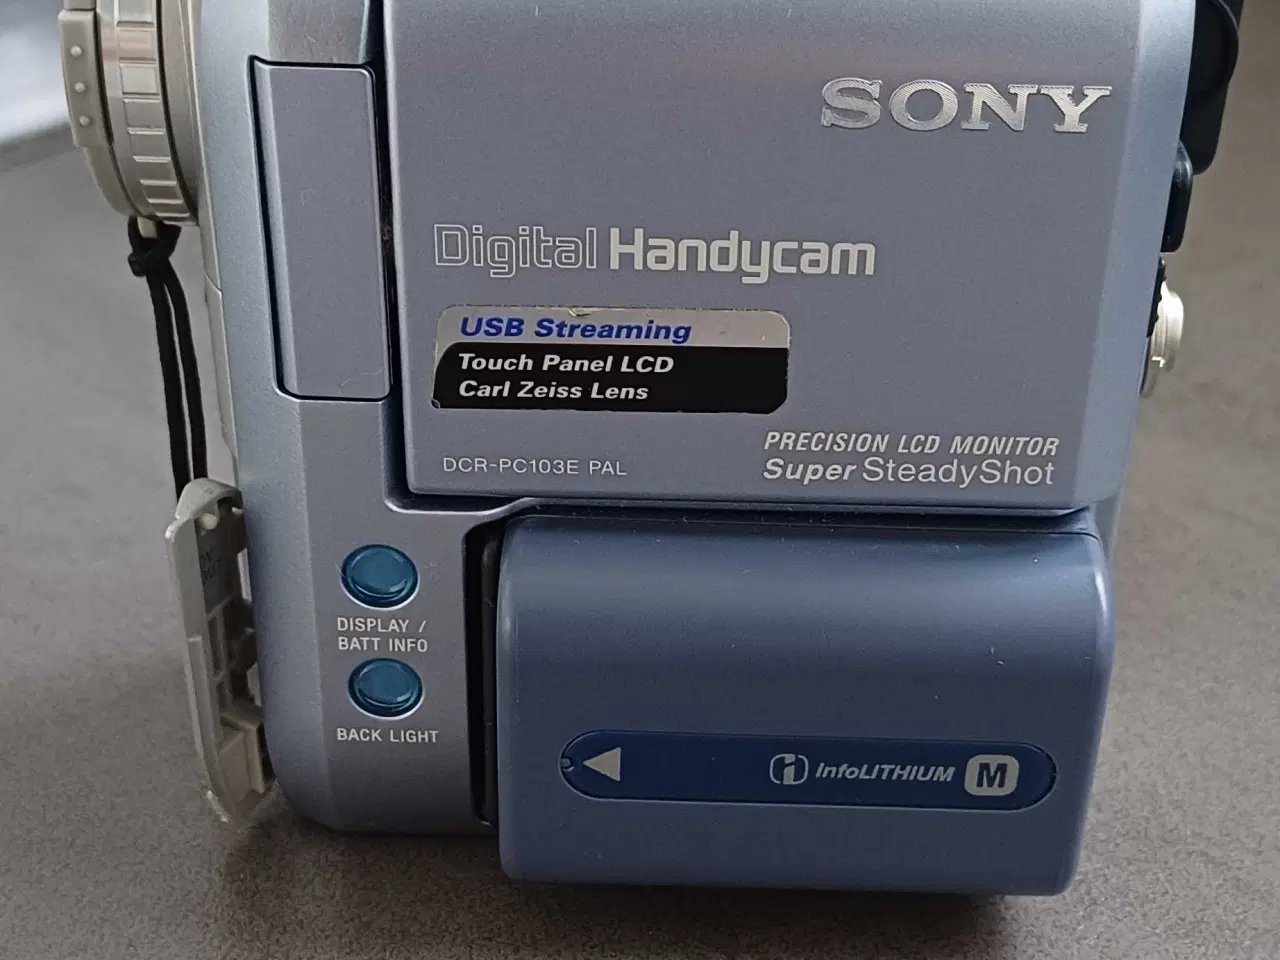 SONY
Digital Handycam
USB Streaming
Touch Panel LCD
Carl Zeiss Lens
DCR-PC103E PAL
PRECISION LCD MONITOR
Super SteadyShot
DISPLAY /
BATT INFO
BACK LIGHT
InfoLITHIUM M